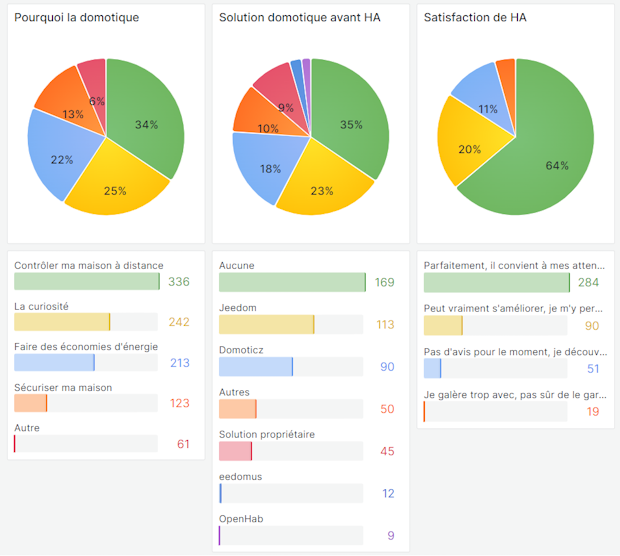 Pourquoi la domotique
34%
25%
22%
13%
6%
Solution domotique avant HA
35%
23%
18%
10%
9%
Satisfaction de HA
64%
20%
11%
Contrôler ma maison à distance
336
La curiosité
242
Faire des économies d'énergie
213
Sécuriser ma maison
123
Autre
61
Aucune
169
Jeedom
113
Domoticz
90
Autres
50
Solution propriétaire
45
eedomus
12
OpenHab
9
Parfaitement, il convient à mes atten...
284
Peut vraiment s'améliorer, je m'y per...
90
Pas d'avis pour le moment, je découv...
51
Je galère trop avec, pas sûr de le gar...
19